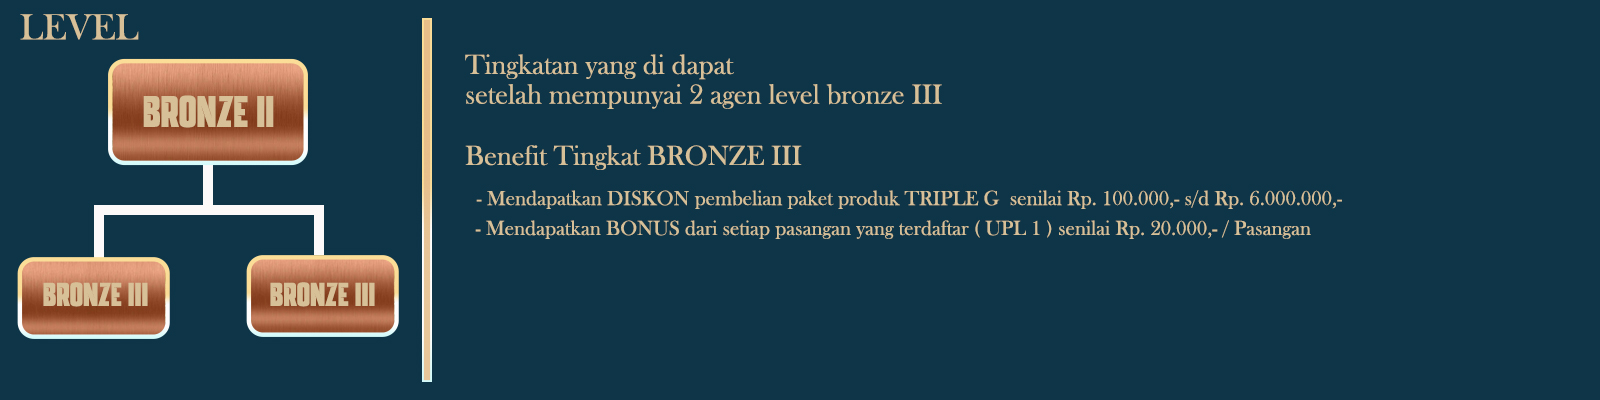 LEVEL
BRONZE II
BRONZE III
BRONZE III
Tingkatan yang di dapat
setelah mempunyai 2 agen level bronze III
Benefit Tingkat BRONZE III
- Mendapatkan DISKON pembelian paket produk TRIPLE G senilai Rp. 100.000,- s/d Rp. 6.000.000,-
- Mendapatkan BONUS dari setiap pasangan yang terdaftar ( UPL 1 ) senilai Rp. 20.000,- / Pasangan